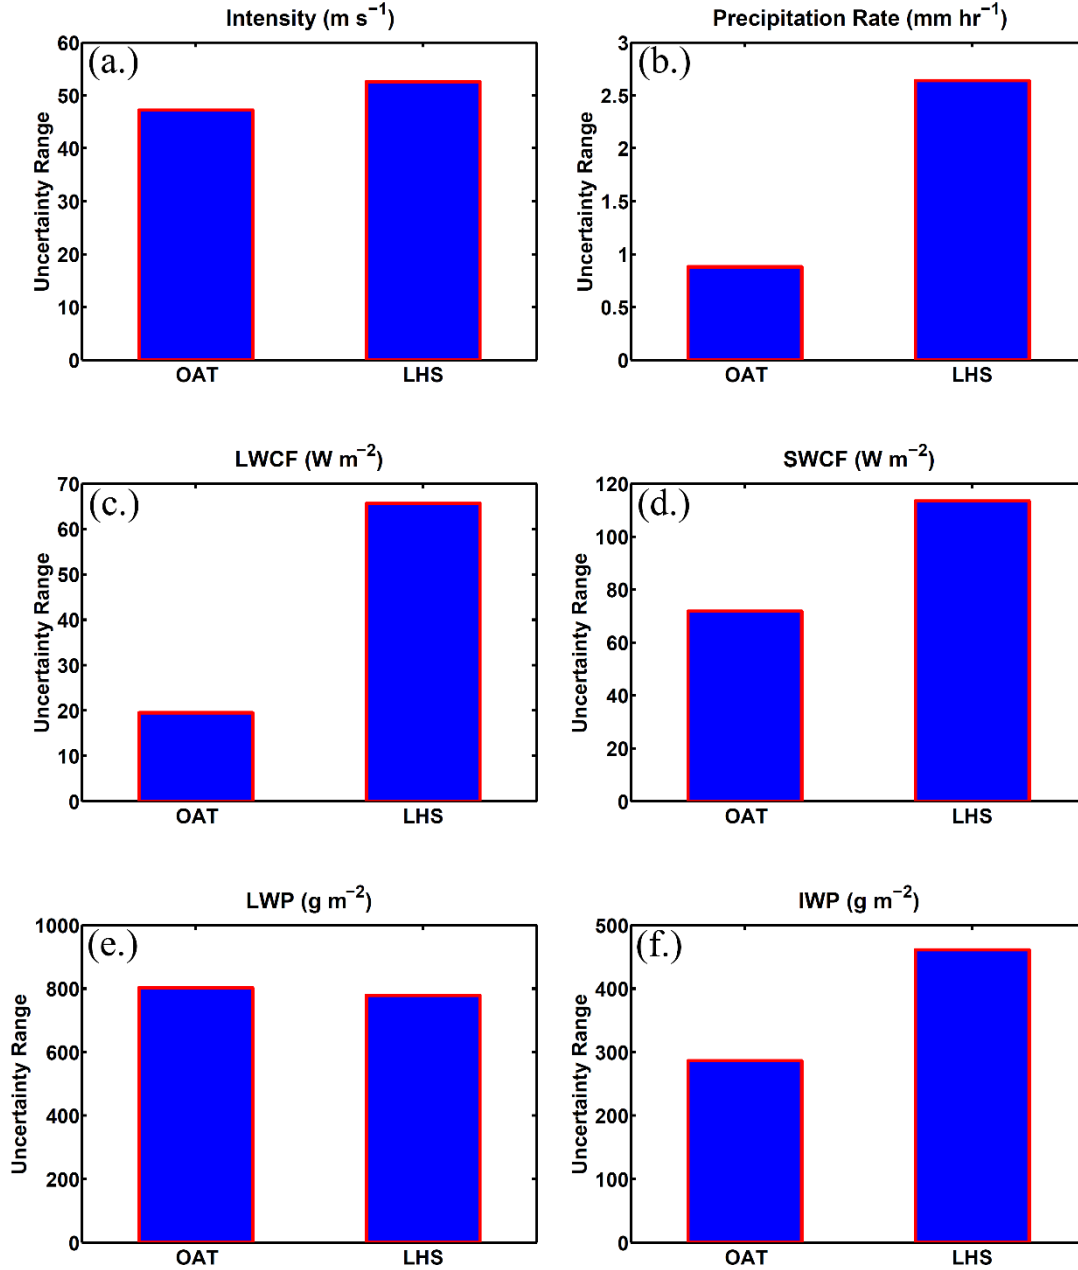 Intensity (m s⁻¹)
(a.)
Uncertainty Range
60
50
40
30
20
10
0
OAT LHS
Precipitation Rate (mm hr⁻¹)
(b.)
Uncertainty Range
3
2.5
2
1.5
1
0.5
0
OAT LHS
LWCF (W m⁻²)
(c.)
Uncertainty Range
70
60
50
40
30
20
10
0
OAT LHS
SWCF (W m⁻²)
(d.)
Uncertainty Range
120
100
80
60
40
20
0
OAT LHS
LWP (g m⁻²)
(e.)
Uncertainty Range
1000
800
600
400
200
0
OAT LHS
IWP (g m⁻²)
(f.)
Uncertainty Range
500
400
300
200
100
0
OAT LHS